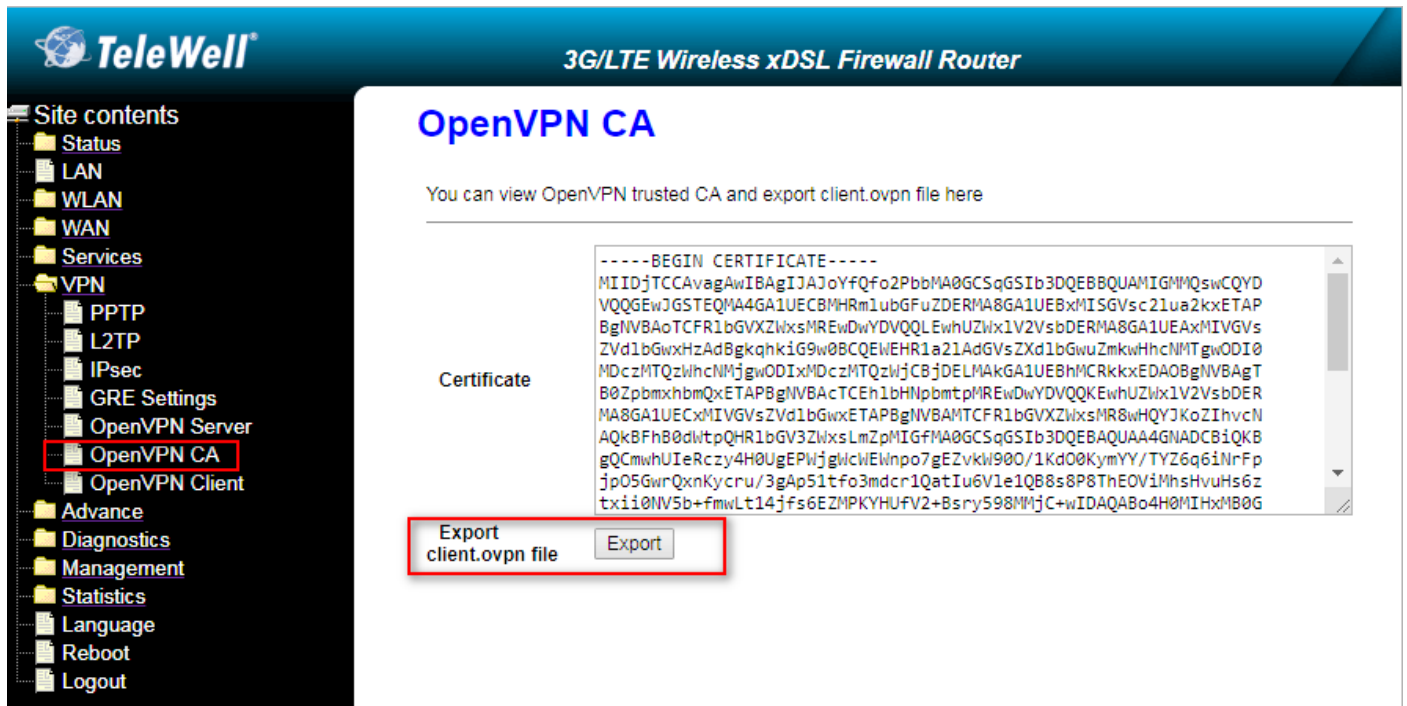 TeleWell®
3G/LTE Wireless xDSL Firewall Router
Site contents
Status
LAN
WLAN
WAN
Services
VPN
PPTP
L2TP
IPsec
GRE Settings
OpenVPN Server
OpenVPN CA
OpenVPN Client
Advance
Diagnostics
Management
Statistics
Language
Reboot
Logout
OpenVPN CA
You can view OpenVPN trusted CA and export client.ovpn file here
Certificate
-----BEGIN CERTIFICATE-----
MIIDjTCCAvagAwIBAgIJAJoYfQfo2PbbMA0GCSqGSIb3DQEBBQUAMIGMMQswCQYD
VQQGEwJGSTEQMA4GA1UECBMHRmlubGFuZDERMA8GA1UEBxMISGVsc2lua2kxETAP
BgNVBAoTCFRlbGVXZWxsMREwDwYDVQQLEwhUZWxlV2VsbDERMA8GA1UEAxMIVGVs
ZVdlbGwxHzAdBgkqhkiG9w0BCQEWEHR1a2lAdGVsZXdlbGwuZmkwHhcNMTgwODI0
MDczMTQzWhcNMjgwODIxMDczMTQzWjCBjDELMAkGA1UEBhMCRkkxEDAOBgNVBAgT
B0ZpbmxhbmQxETAPBgNVBAcTCEhlbHNpbmtpMREwDwYDVQQKEwhUZWxlV2VsbDER
MA8GA1UECxMIVGVsZVdlbGwxETAPBgNVBAMTCFRlbGVXZWxsMR8wHQYJKoZIhvcN
AQkBFhB0dWtpQHRlbGV3ZWxsLmZpMIGfMA0GCSqGSIb3DQEBAQUAA4GNADCBiQKB
gQCmwhUIeRczy4H0UgEPWjgWcWEWnpo7gEZvkW90O/1KdO0KymYY/TYZ6q6iNrFp
jpO5GwrQxnKycru/3gAp51tfo3mdcr1QatIu6Vle1QB8s8P8ThEOViMhsHvuHs6z
txii0NV5b+fmwLt14jfs6EZMPKYHUfV2+Bsry598MMjC+wIDAQABo4H0MIHxMB0G
Export
client.ovpn file
Export